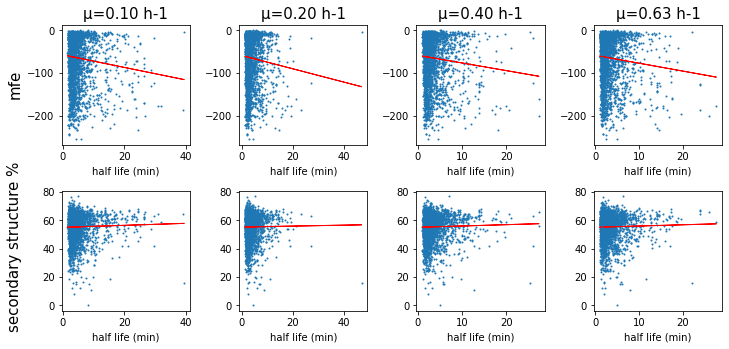 μ=0.10 h-1 μ=0.20 h-1 μ=0.40 h-1 μ=0.63 h-1
mfe
0 0 0 0
−100 −100 −100 −100
−200 −200 −200 −200
0 20 40 0 20 40 0 10 20 0 10 20
half life (min) half life (min) half life (min) half life (min)
secondary structure %
80 80 80 80
60 60 60 60
40 40 40 40
20 20 20 20
0 0 0 0
0 20 40 0 20 40 0 10 20 0 10 20
half life (min) half life (min) half life (min) half life (min)